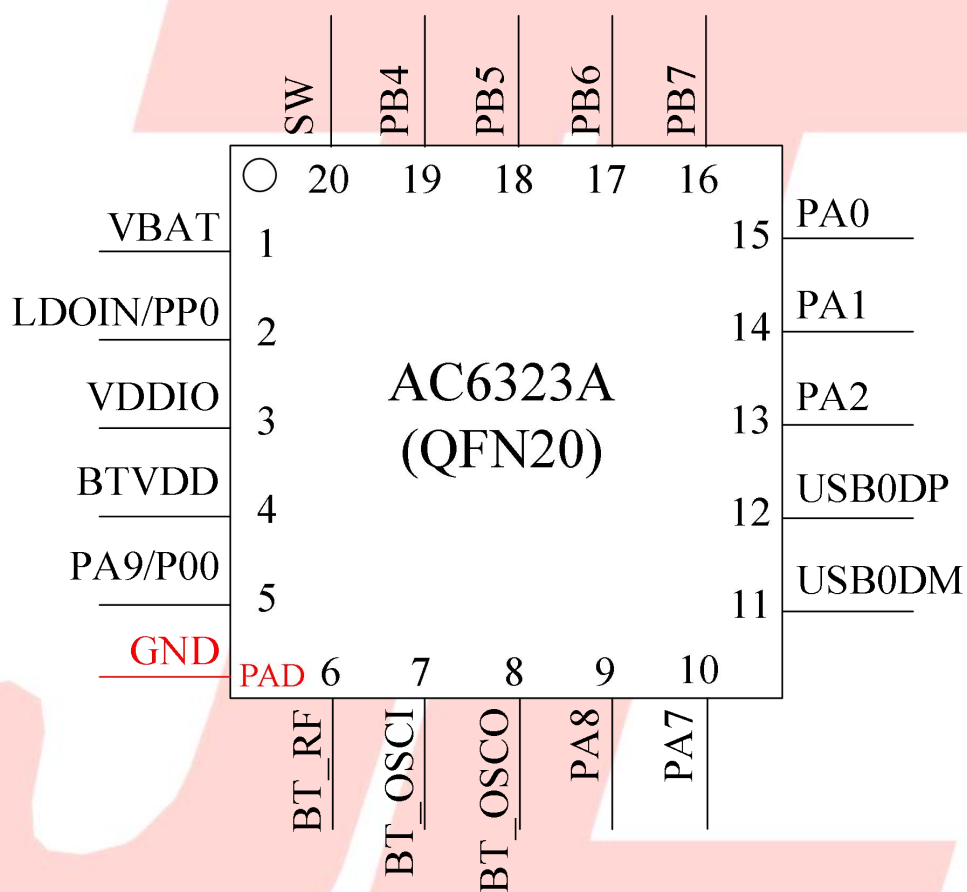 SW
PB4
PB5
PB6
PB7
20
19
18
17
16
VBAT 1
LDOIN/PP0 2
VDDIO 3
BTVDD 4
PA9/P00 5
GND PAD
AC6323A
(QFN20)
15 PA0
14 PA1
13 PA2
12 USB0DP
11 USB0DM
6
7
8
9
10
BT_RF
BT_OSCI
BT_OSCO
PA8
PA7